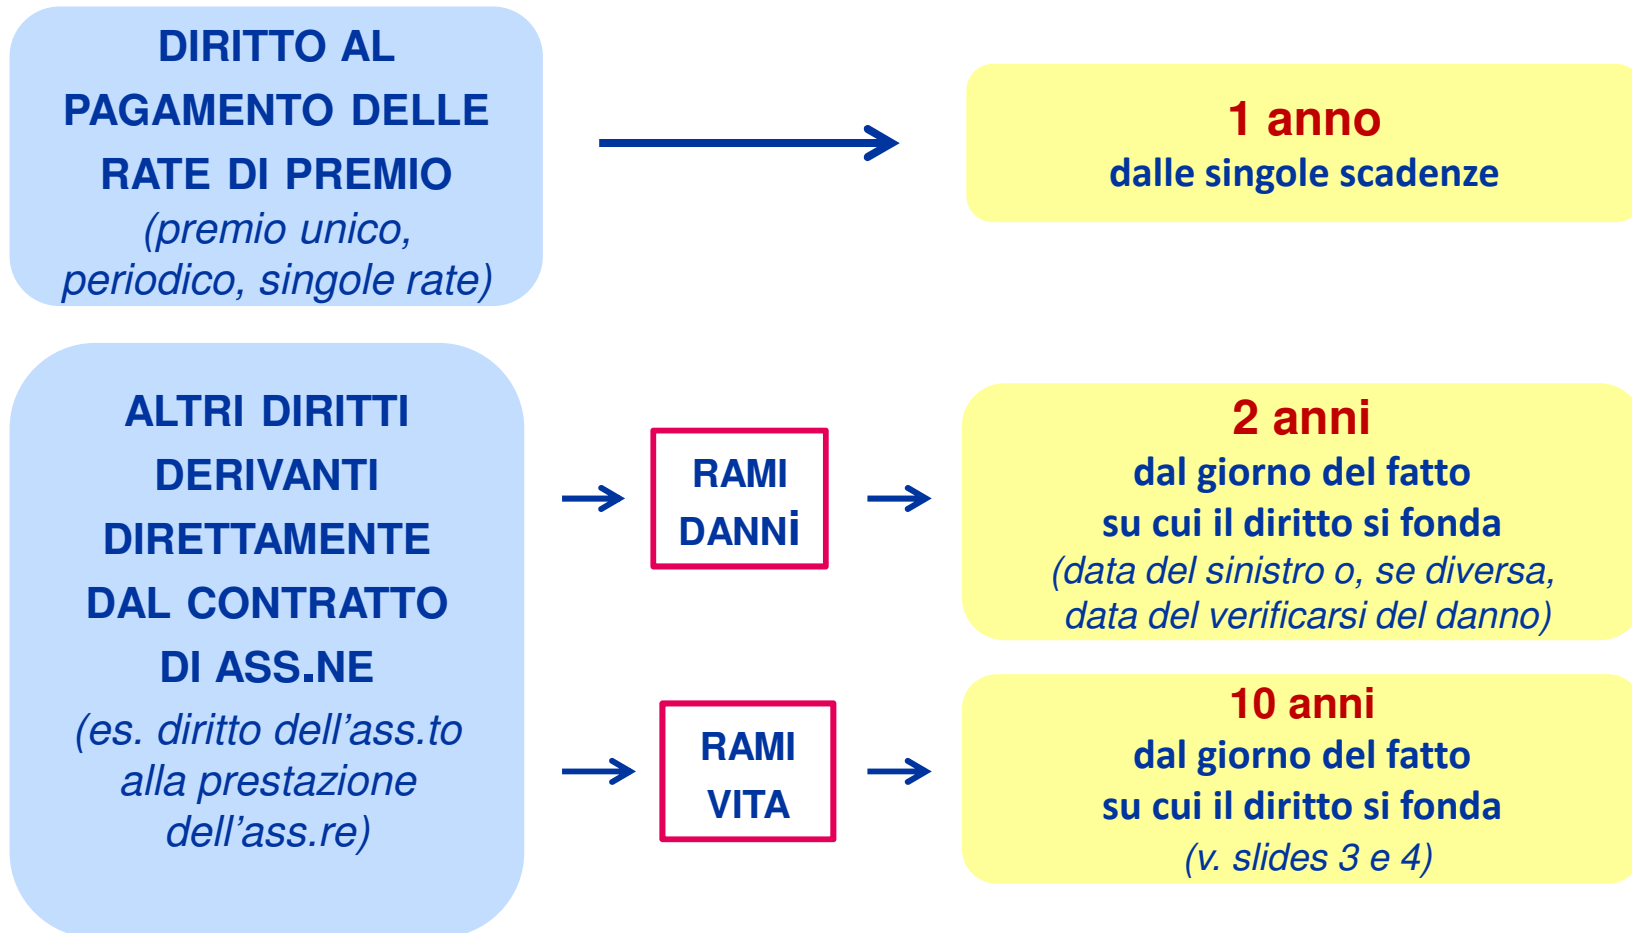 DIRITTO AL
PAGAMENTO DELLE
RATE DI PREMIO
(premio unico,
periodico, singole rate)
1 anno
dalle singole scadenze
ALTRI DIRITTI
DERIVANTI
DIRETTAMENTE
DAL CONTRATTO
DI ASS.NE
(es. diritto dell'ass.to
alla prestazione
dell'ass.re)
RAMI
DANNi
2 anni
dal giorno del fatto
su cui il diritto si fonda
(data del sinistro o, se diversa,
data del verificarsi del danno)
RAMI
VITA
10 anni
dal giorno del fatto
su cui il diritto si fonda
(v. slides 3 e 4)